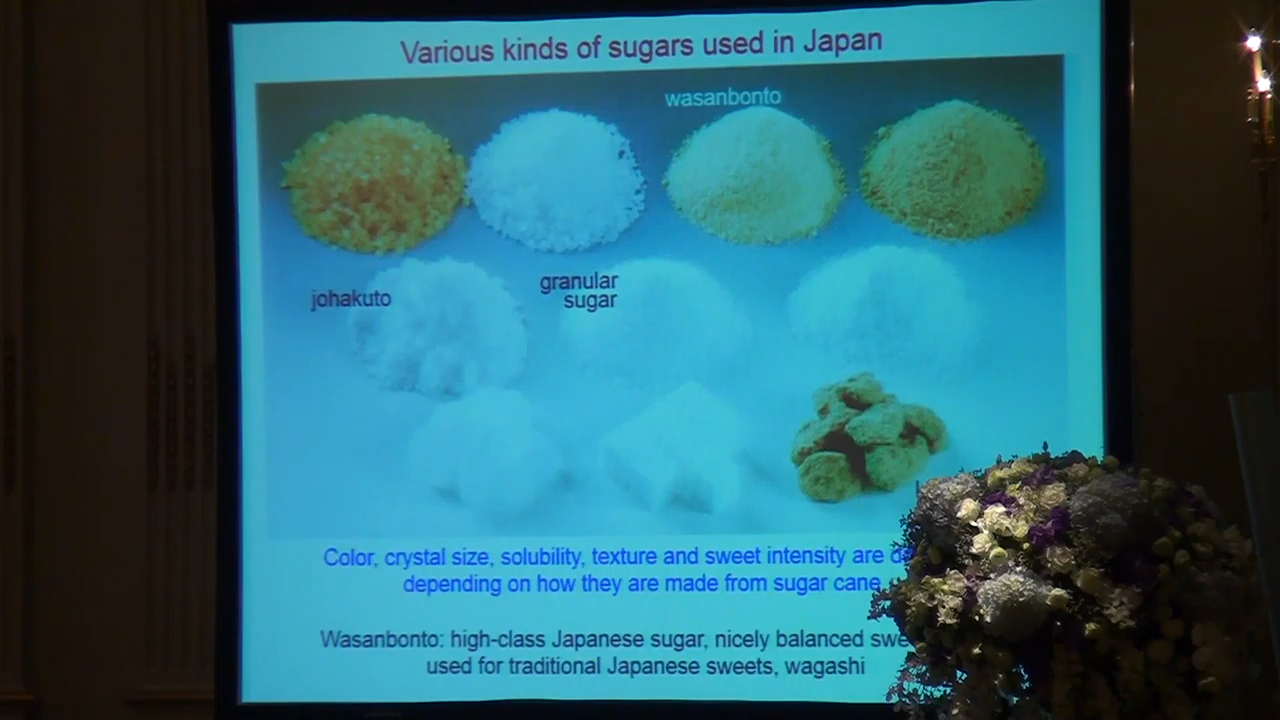 Various kinds of sugars used in Japan
wasanbonto
johakuto
granular
sugar
Color, crystal size, solubility, texture and sweet intensity are
depending on how they are made from sugar cane
Wasanbonto: high-class Japanese sugar, nicely balanced
used for traditional Japanese sweets, wagashi